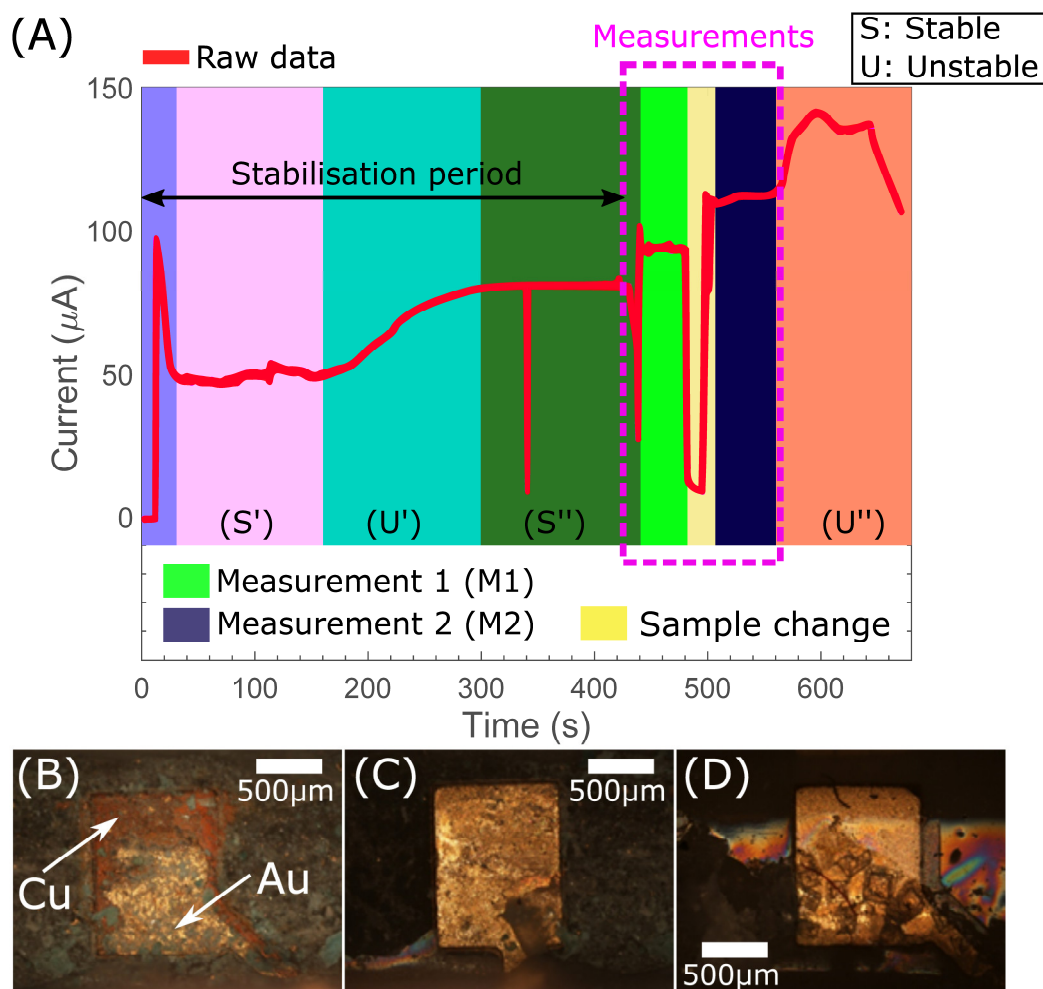 (A)
Raw data
Measurements
S: Stable
U: Unstable
150
100
50
0
Current (μA)
Stabilisation period
(S')
(U')
(S'')
(U'')
Measurement 1 (M1)
Measurement 2 (M2)
Sample change
0
100
200
300
400
500
600
Time (s)
(B)
500μm
Cu
Au
(C)
500μm
(D)
500μm